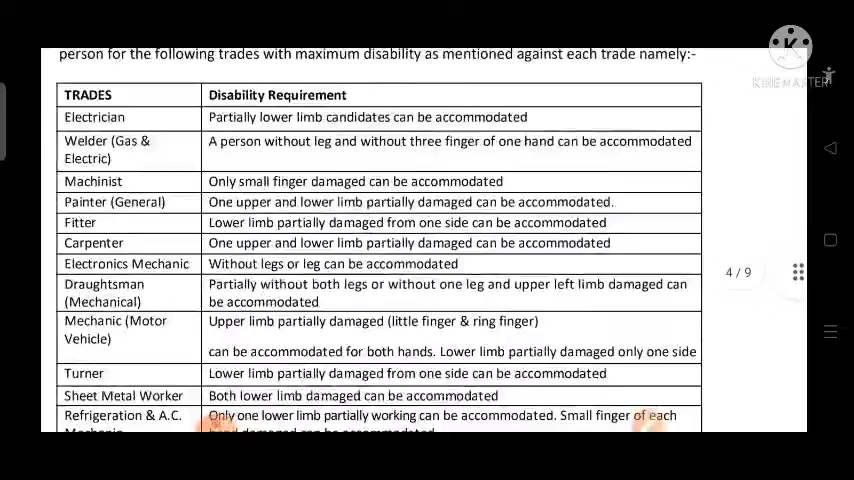 person for the following trades with maximum disability as mentioned against each trade namely:-
KINEMASTER
TRADES Disability Requirement
Electrician Partially lower limb candidates can be accommodated
Welder (Gas & A person without leg and without three finger of one hand can be accommodated
Electric)
Machinist Only small finger damaged can be accommodated
Painter (General) One upper and lower limb partially damaged can be accommodated.
Fitter Lower limb partially damaged from one side can be accommodated
Carpenter One upper and lower limb partially damaged can be accommodated
Electronics Mechanic Without legs or leg can be accommodated
4 / 9
Draughtsman Partially without both legs or without one leg and upper left limb damaged can
(Mechanical) be accommodated
Mechanic (Motor Upper limb partially damaged (little finger & ring finger)
Vehicle)
can be accommodated for both hands. Lower limb partially damaged only one side
Turner Lower limb partially damaged from one side can be accommodated
Sheet Metal Worker Both lower limb damaged can be accommodated
Refrigeration & A.C. Only one lower limb partially working can be accommodated. Small finger of each
Mechanic hand damaged can be accommodated